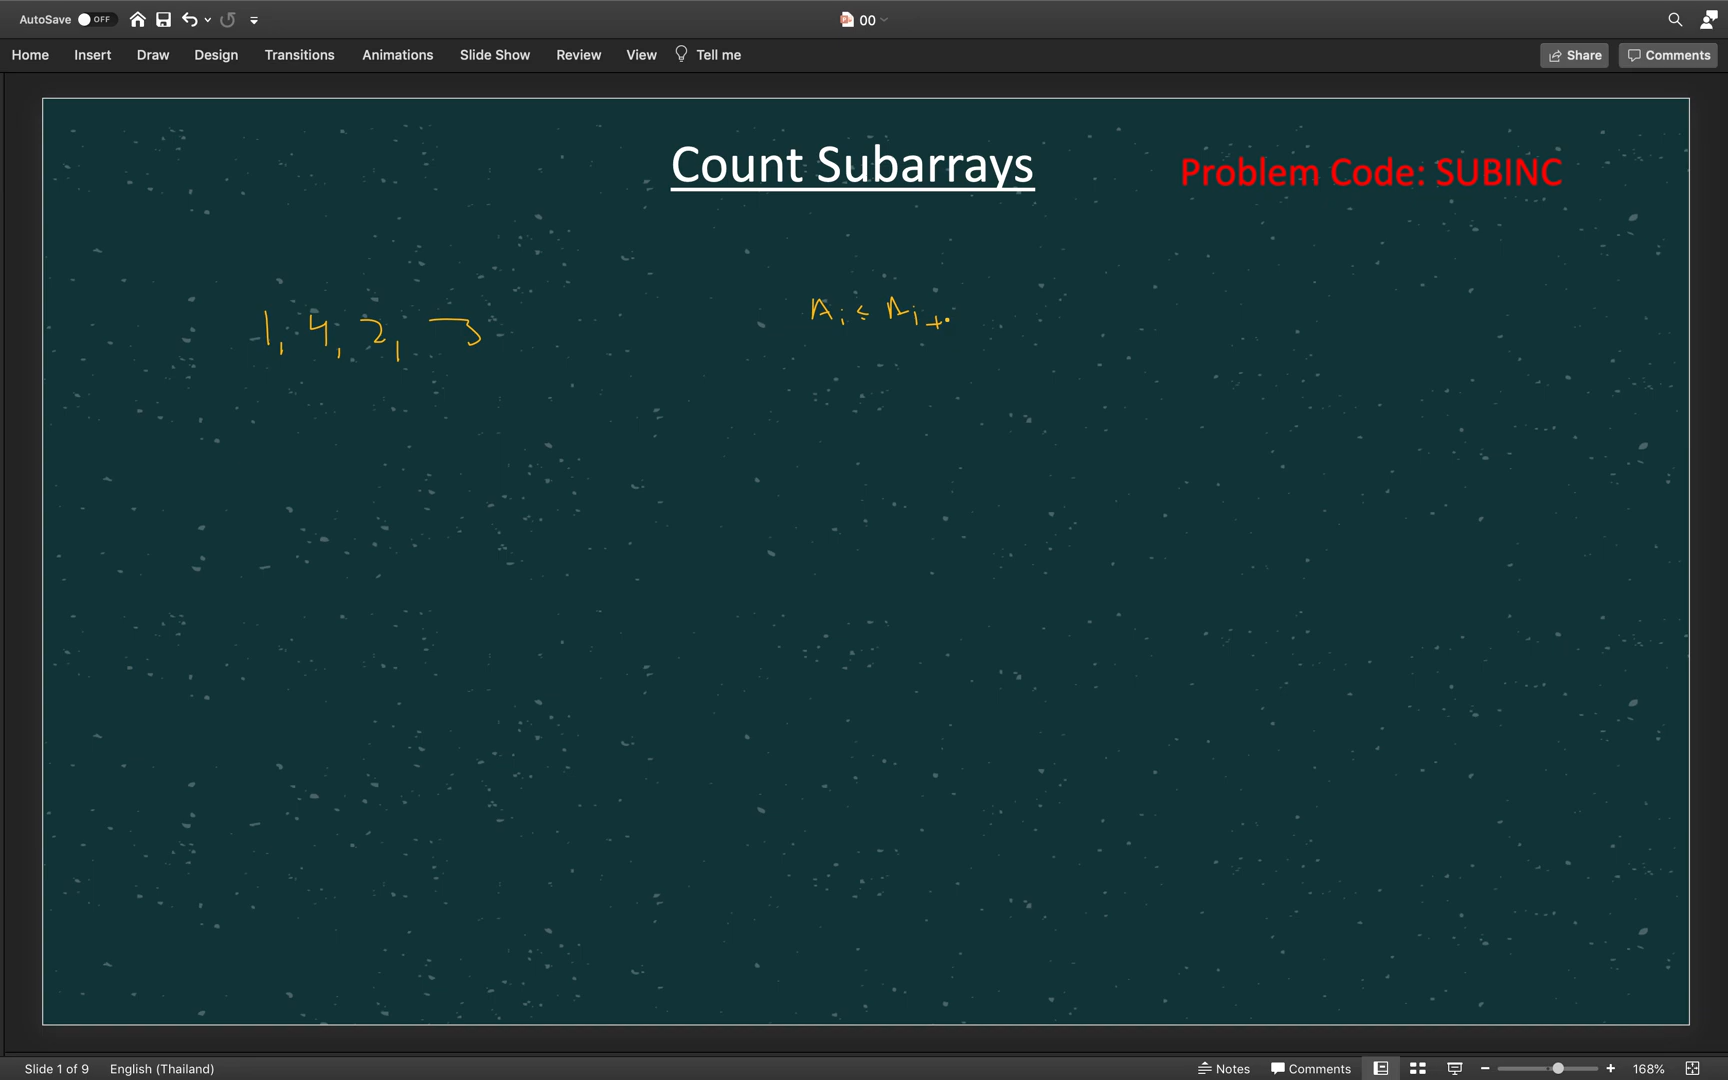 AutoSave OFF 00
Home Insert Draw Design Transitions Animations Slide Show Review View Tell me Share Comments
Count Subarrays Problem Code: SUBINC
1, 4, 2, 3 Ai ≤ Ai+
Slide 1 of 9 English (Thailand) Notes Comments 168%